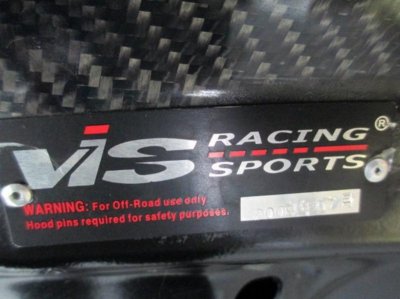 VIS RACING SPORTS ®
WARNING: For Off-Road use only
Hood pins required for safety purposes.